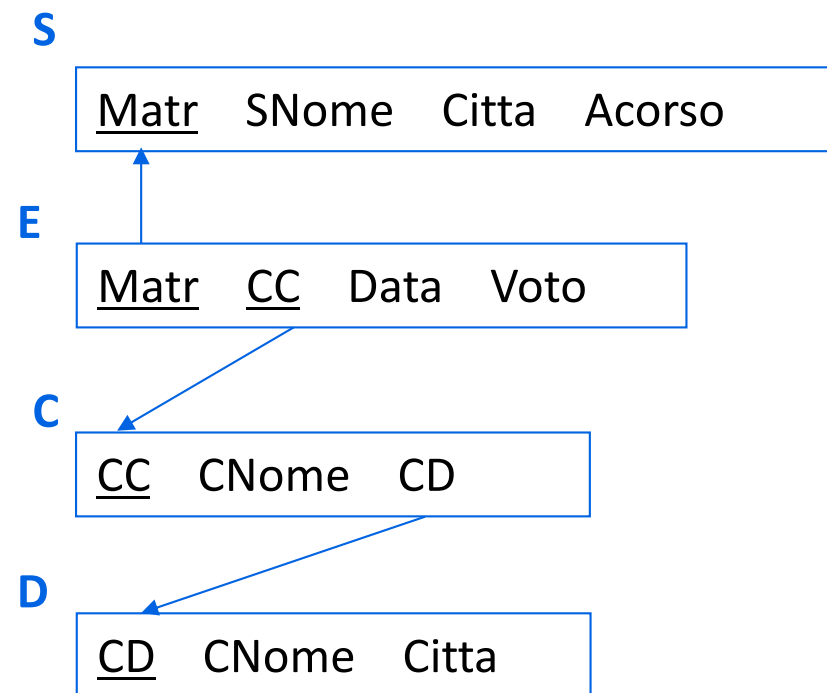 S
Matr SNome Citta Acorso
E
Matr CC Data Voto
C
CC CNome CD
D
CD CNome Citta